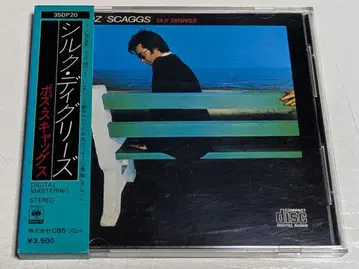 35DP20
シルク・ディグリーズ
ボズ・スキャッグス
DIGITAL
MASTERING
STEREO
株式会社CBSソニー
¥3,500
Z SCAGGS
SILK DEGREES
COMPACT
disc
DIGITAL AUDIO